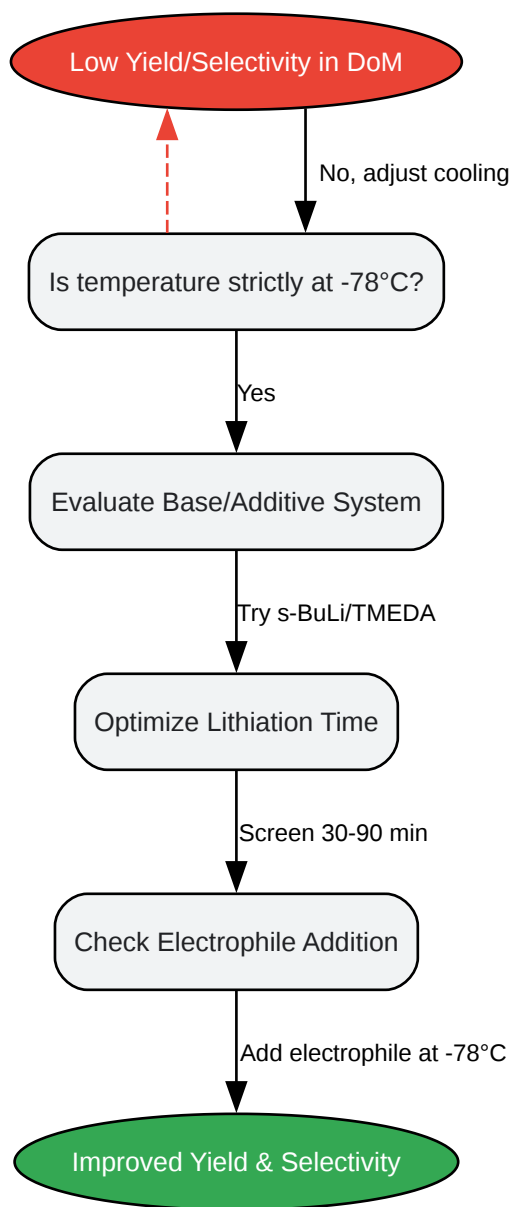 Low Yield/Selectivity in DoM
No, adjust cooling
Is temperature strictly at -78°C?
Yes
Evaluate Base/Additive System
Try s-BuLi/TMEDA
Optimize Lithiation Time
Screen 30-90 min
Check Electrophile Addition
Add electrophile at -78°C
Improved Yield & Selectivity